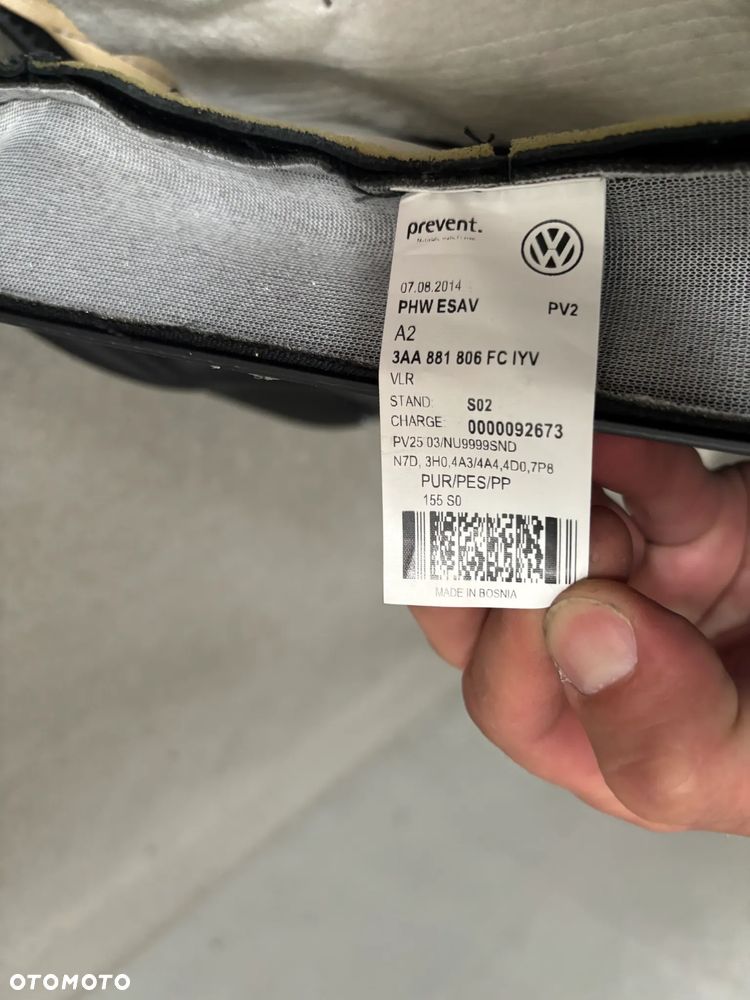 prevent.
07.08.2014
PHW ESAV PV2
A2
3AA 881 806 FC IYV
VLR
STAND: S02
CHARGE: 0000092673
PV25 03/NU9999SND
N7D, 3H0,4A3/4A4,4D0,7P8
PUR/PES/PP
155 S0
MADE IN BOSNIA
OTOMOTO